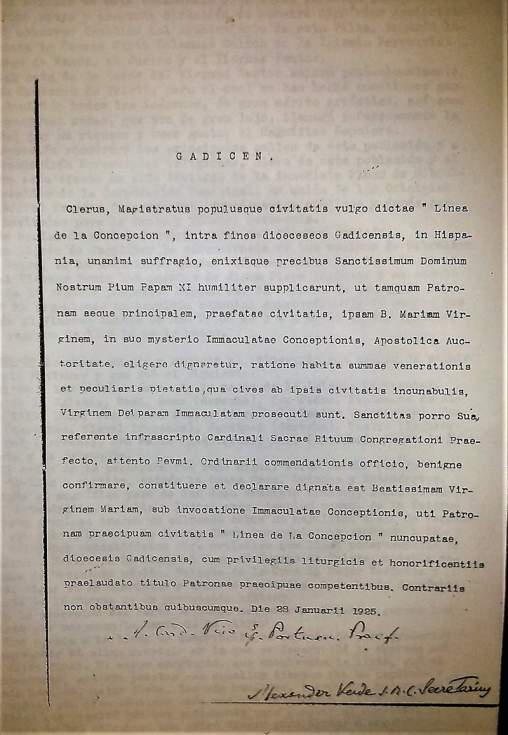 G A D I C E N .
Clerus, Magistratus populusque civitatis vulgo dictae " Linea
de la Concepcion ", intra fines dioeceseos Gadicensis, in Hispa-
nia, unanimi suffragio, enixisque precibus Sanctissimum Dominum
Nostrum Pium Papam XI humiliter supplicarunt, ut tamquam Patro-
nam aeque principalem, praefatae civitatis, ipsam B. Mariam Vir-
ginem, in suo mysterio Immaculatae Conceptionis, Apostolica Auc-
toritate, eligere dignaretur, ratione habita summae venerationis
et peculiaris pietatis, qua cives ab ipsis civitatis incunabulis,
Virginem Deiparam Immaculatam prosecuti sunt. Sanctitas porro Sua,
referente infrascripto Cardinali Sacrae Rituum Congregationi Prae-
fecto, attento Revmi. Ordinarii commendationis officio, benigne
confirmare, constituere et declarare dignata est Beatissimam Vir-
ginem Mariam, sub invocatione Immaculatae Conceptionis, uti Patro-
nam praecipuam civitatis " Linea de La Concepcion " nuncupatae,
dioecesis Gadicensis, cum privilegiis liturgicis et honorificentiis
praelaudato titulo Patronae praecipuae competentibus. Contrariis
non obstantibus quibuscumque. Die 28 Januarii 1925.
A. Card. Vico Ep. Portuen. Praef.
Alexander Verde S.R.C. Secretarius